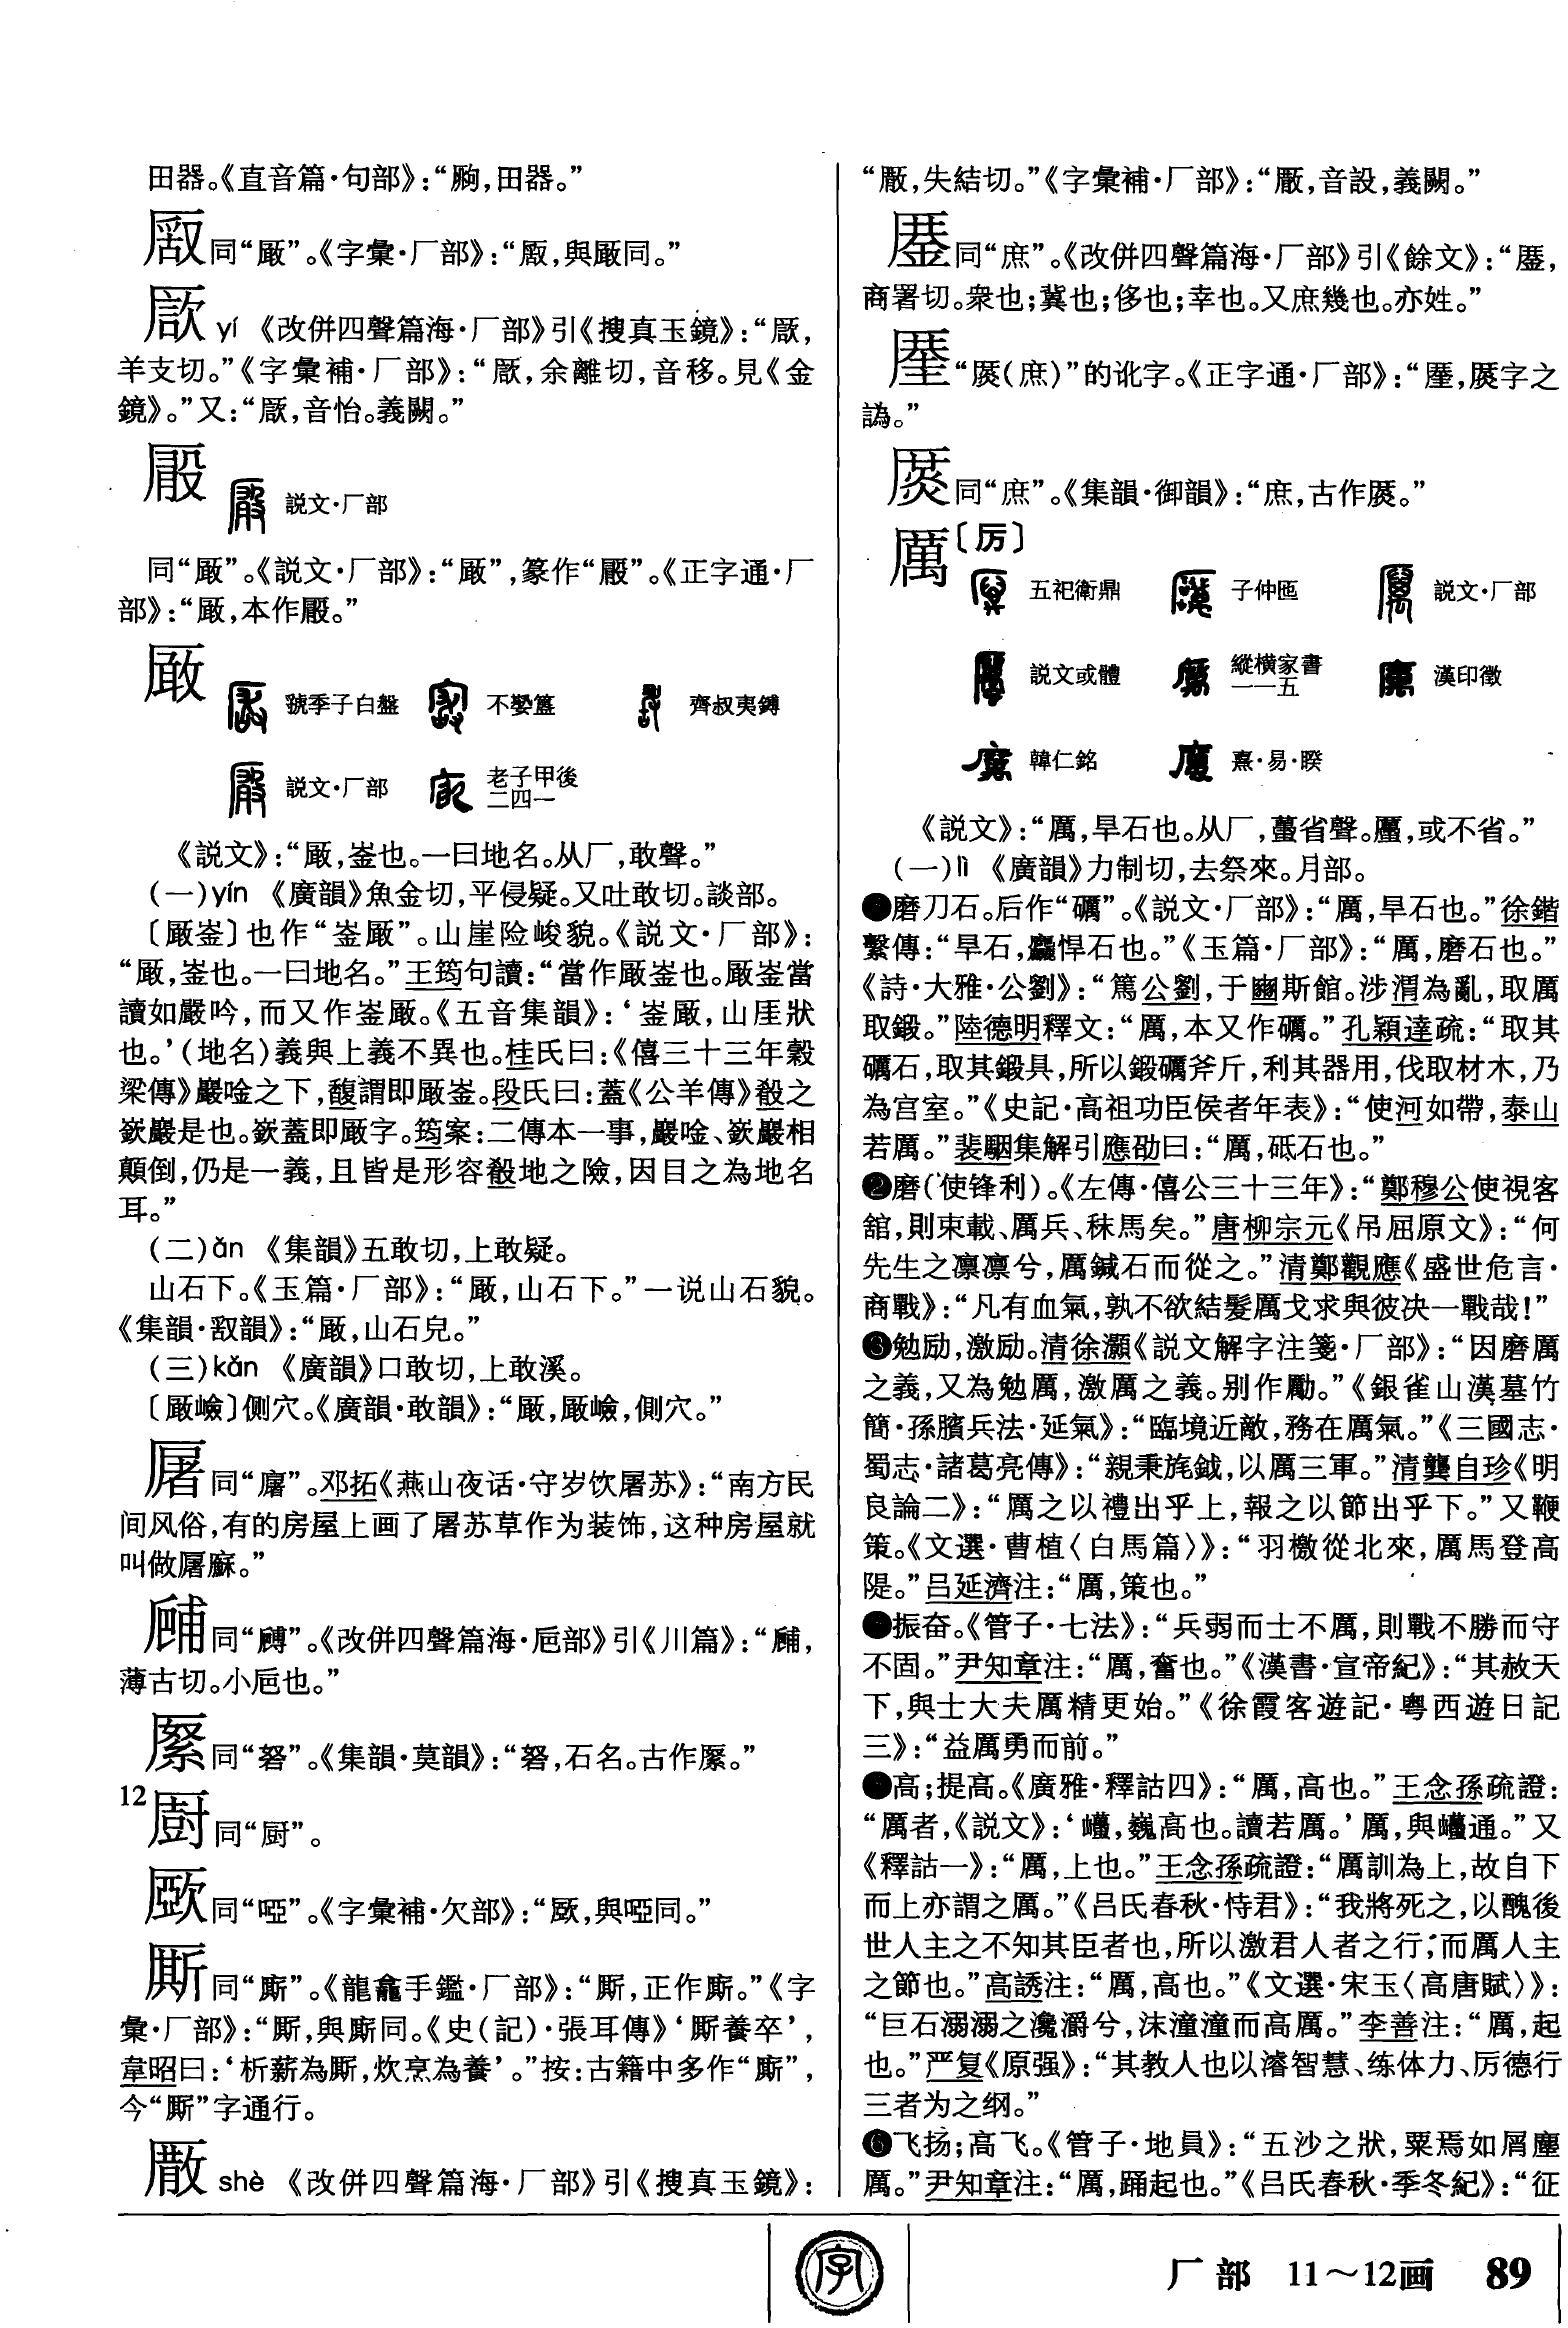 田器。《直音篇·句部》：“䬲，田器。”
同“厰”。《字彙·厂部》：“，與厰同。”
yí 《改併四聲篇海·厂部》引《搜真玉鏡》：“，
羊支切。”《字彙補·厂部》：“，余離切，音移。見《金
鏡》。”又：“，音怡。義闕。”
説文·厂部
同“厰”。《説文·厂部》：“厰”，篆作“”。《正字通·厂
部》：“厰，本作。”
厰
虢季子白盤 不嬰簋 齊叔夷鎛
説文·厂部 老子甲後
二四一
《説文》：“厰，崟也。一曰地名。从厂，敢聲。”
(一)yín 《廣韻》魚金切，平侵疑。又吐敢切。談部。
〔厰崟〕也作“崟厰”。山崖险峻貌。《説文·厂部》：
“厰，崟也。一曰地名。”王筠句讀：“當作厰崟也。厰崟當
讀如嚴吟，而又作崟厰。《五音集韻》：‘崟厰，山厓狀
也。’(地名)義與上義不異也。桂氏曰：《僖三十三年穀
梁傳》巖唫之下，馥謂即厰崟。段氏曰：蓋《公羊傳》殽之
嶔巖是也。嶔蓋即厰字。筠案：二傳本一事，巖唫、嶔巖相
顛倒，仍是一義，且皆是形容殽地之險，因目之為地名
耳。”
(二)ǎn 《集韻》五敢切，上敢疑。
山石下。《玉篇·厂部》：“厰，山石下。”一说山石貌。
《集韻·敢韻》：“厰，山石皃。”
(三)kǎn 《廣韻》口敢切，上敢溪。
〔厰嶮〕侧穴。《廣韻·敢韻》：“厰，厰嶮，側穴。”
同“廜”。邓拓《燕山夜话·守岁饮屠苏》：“南方民
间风俗，有的房屋上画了屠苏草作为装饰，这种房屋就
叫做廜㢝。”
同“”。《改併四聲篇海·巵部》引《川篇》：“，
薄古切。小巵也。”
同“砮”。《集韻·莫韻》：“砮，石名。古作。”
12
同“厨”。
同“啞”。《字彙補·欠部》：“，與啞同。”
厮同“廝”。《龍龕手鑑·厂部》：“厮，正作廝。”《字
彙·厂部》：“厮，與廝同。《史(記)·張耳傳》‘厮養卒’，
韋昭曰：‘析薪為厮，炊烹為養’。”按：古籍中多作“廝”，
今“厮”字通行。
shè 《改併四聲篇海·厂部》引《搜真玉鏡》：
“，失結切。”《字彙補·厂部》：“，音設，義闕。”
同“庶”。《改併四聲篇海·厂部》引《餘文》：“，
商署切。衆也；冀也；侈也；幸也。又庶幾也。亦姓。”
“(庶)”的讹字。《正字通·厂部》：“，字之
譌。”
同“庶”。《集韻·御韻》：“庶，古作。”
厲〔厉〕
五祀衛鼎 子仲匜 説文·厂部
説文或體 縱橫家書
一一五 漢印徵
韓仁銘 熹·易·睽
《説文》：“厲，旱石也。从厂，蠆省聲。，或不省。”
(一)lì 《廣韻》力制切，去祭來。月部。
❶磨刀石。后作“礪”。《説文·厂部》：“厲，旱石也。”徐鍇
繫傳：“旱石，麤悍石也。”《玉篇·厂部》：“厲，磨石也。”
《詩·大雅·公劉》：“篤公劉，于豳斯館。涉渭為亂，取厲
取鍛。”陸德明釋文：“厲，本又作礪。”孔穎達疏：“取其
礪石，取其鍛具，所以鍛礪斧斤，利其器用，伐取材木，乃
為宫室。”《史記·高祖功臣侯者年表》：“使河如帶，泰山
若厲。”裴駰集解引應劭曰：“厲，砥石也。”
❷磨(使锋利)。《左傳·僖公三十三年》：“鄭穆公使視客
舘，則束載、厲兵、秣馬矣。”唐柳宗元《吊屈原文》：“何
先生之凛凛兮，厲鍼石而從之。”清鄭觀應《盛世危言·
商戰》：“凡有血氣，孰不欲結髮厲戈求與彼决一戰哉！”
❸勉励，激励。清徐灝《説文解字注箋·厂部》：“因磨厲
之義，又為勉厲，激厲之義。别作勵。”《銀雀山漢墓竹
簡·孫臏兵法·延氣》：“臨境近敵，務在厲氣。”《三國志·
蜀志·諸葛亮傳》：“親秉旄鉞，以厲三軍。”清龔自珍《明
良論二》：“厲之以禮出乎上，報之以節出乎下。”又鞭
策。《文選·曹植〈白馬篇〉》：“羽檄從北來，厲馬登高
隄。”吕延濟注：“厲，策也。”
❹振奋。《管子·七法》：“兵弱而士不厲，則戰不勝而守
不固。”尹知章注：“厲，奮也。”《漢書·宣帝紀》：“其赦天
下，與士大夫厲精更始。”《徐霞客遊記·粤西遊日記
三》：“益厲勇而前。”
❺高；提高。《廣雅·釋詁四》：“厲，高也。”王念孫疏證：
“厲者，《説文》：‘巁，巍高也。讀若厲。’厲，與巁通。”又
《釋詁一》：“厲，上也。”王念孫疏證：“厲訓為上，故自下
而上亦謂之厲。”《吕氏春秋·恃君》：“我將死之，以醜後
世人主之不知其臣者也，所以激君人者之行；而厲人主
之節也。”高誘注：“厲，高也。”《文選·宋玉〈高唐賦〉》：
“巨石溺溺之瀺灂兮，沫潼潼而高厲。”李善注：“厲，起
也。”严复《原强》：“其教人也以濬智慧、练体力、厉德行
三者为之纲。”
❻飞扬；高飞。《管子·地員》：“五沙之狀，粟焉如屑塵
厲。”尹知章注：“厲，踊起也。”《吕氏春秋·季冬紀》：“征
字
厂部 11～12画 89